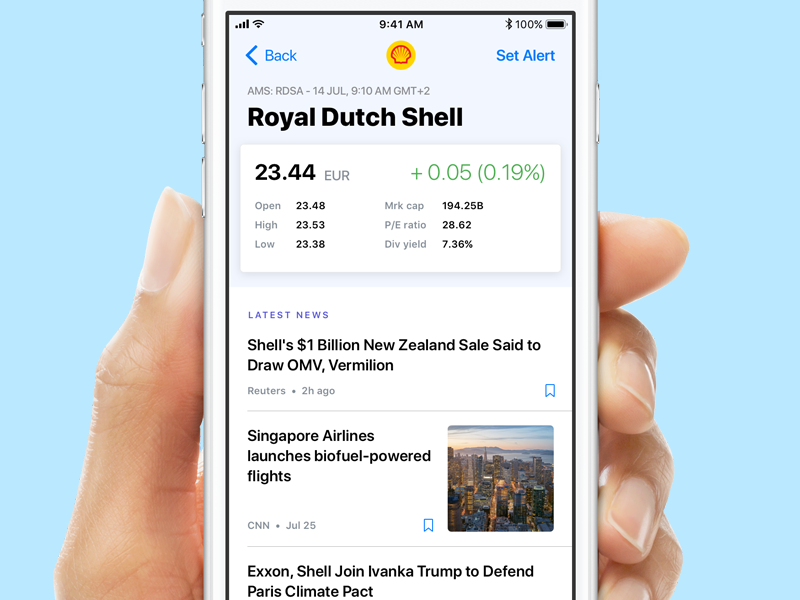 9:41 AM
100%
Back
Set Alert
AMS: RDSA - 14 JUL, 9:10 AM GMT+2
Royal Dutch Shell
23.44 EUR
+ 0.05 (0.19%)
Open 23.48
Mrk cap 194.25B
High 23.53
P/E ratio 28.62
Low 23.38
Div yield 7.36%
LATEST NEWS
Shell's $1 Billion New Zealand Sale Said to
Draw OMV, Vermilion
Reuters • 2h ago
Singapore Airlines
launches biofuel-powered
flights
CNN • Jul 25
Exxon, Shell Join Ivanka Trump to Defend
Paris Climate Pact